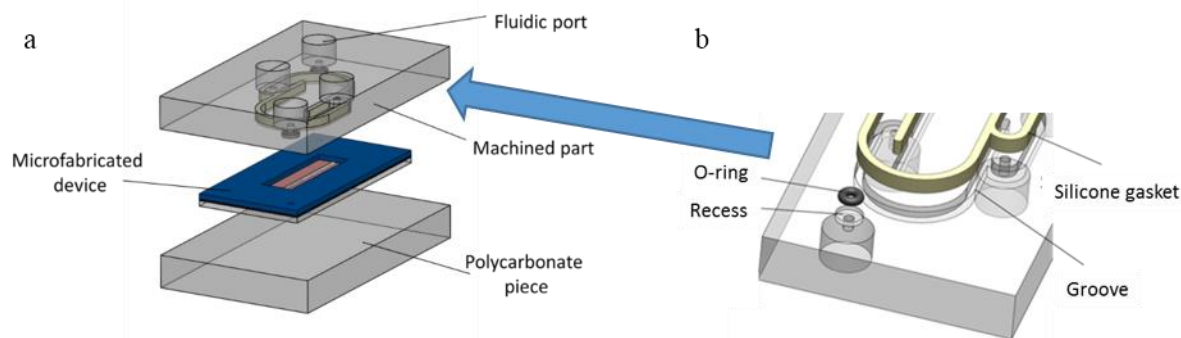 a
Fluidic port
Machined part
Microfabricated
device
Polycarbonate
piece
b
O-ring
Recess
Silicone gasket
Groove